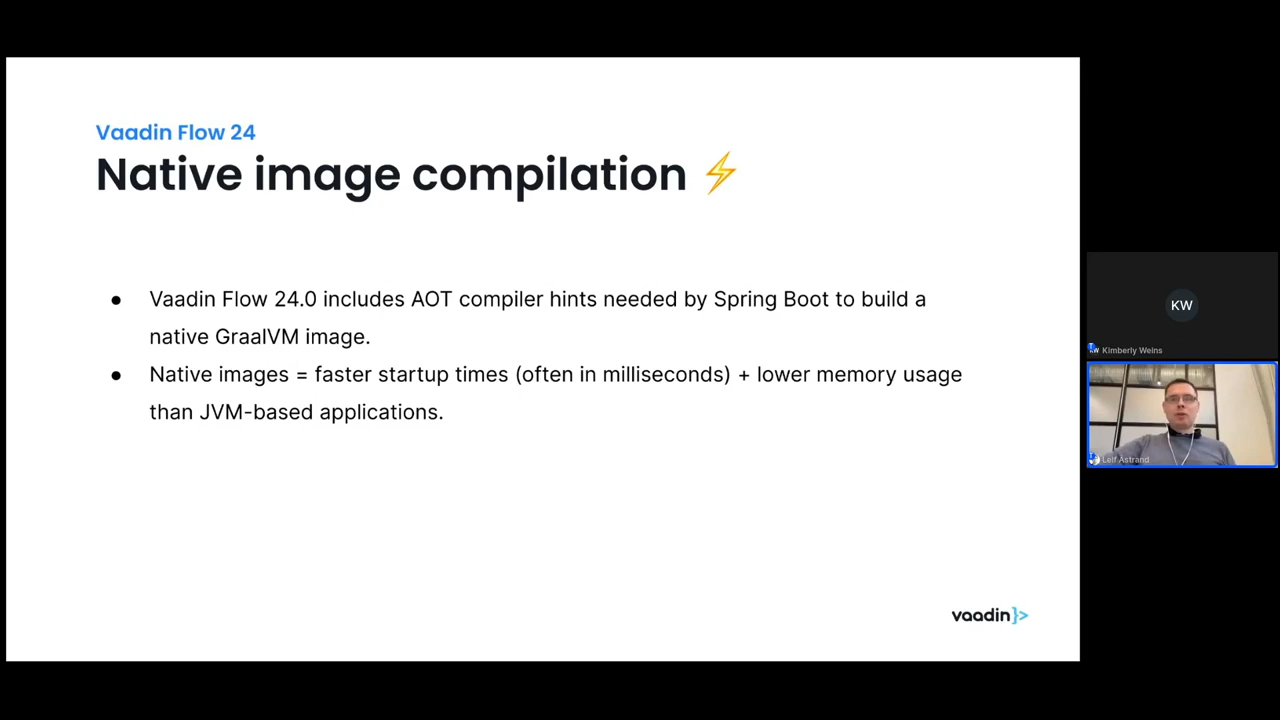 Vaadin Flow 24
Native image compilation ⚡
● Vaadin Flow 24.0 includes AOT compiler hints needed by Spring Boot to build a
native GraalVM image.
● Native images = faster startup times (often in milliseconds) + lower memory usage
than JVM-based applications.
vaadin}>
KW
Kimberly Weins
Leif Åstrand